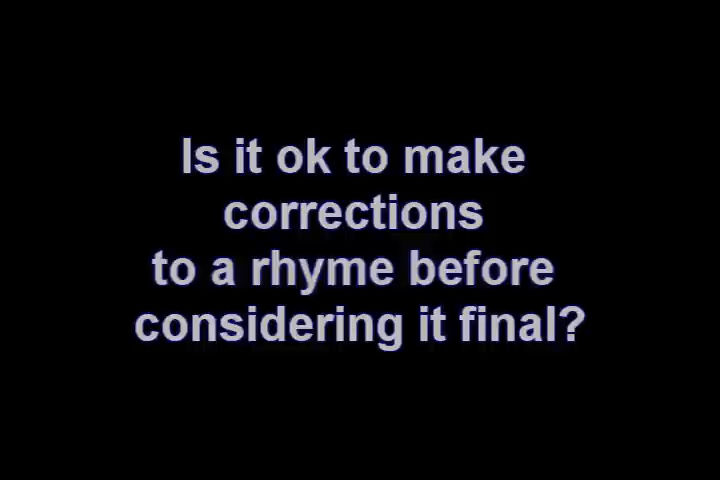 Is it ok to make
corrections
to a rhyme before
considering it final?